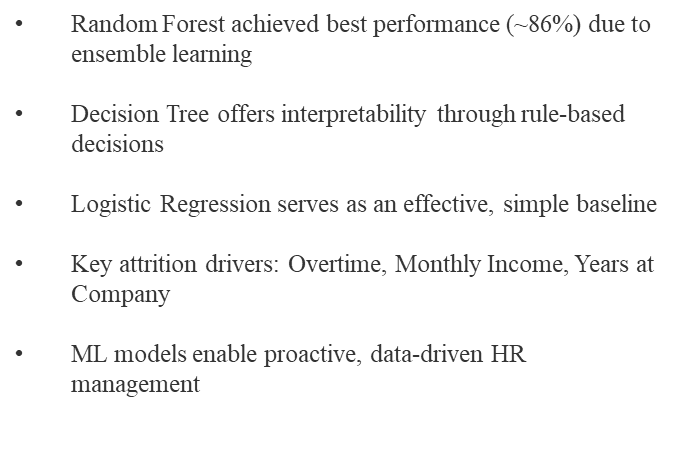 • Random Forest achieved best performance (~86%) due to
ensemble learning
• Decision Tree offers interpretability through rule-based
decisions
• Logistic Regression serves as an effective, simple baseline
• Key attrition drivers: Overtime, Monthly Income, Years at
Company
• ML models enable proactive, data-driven HR
management